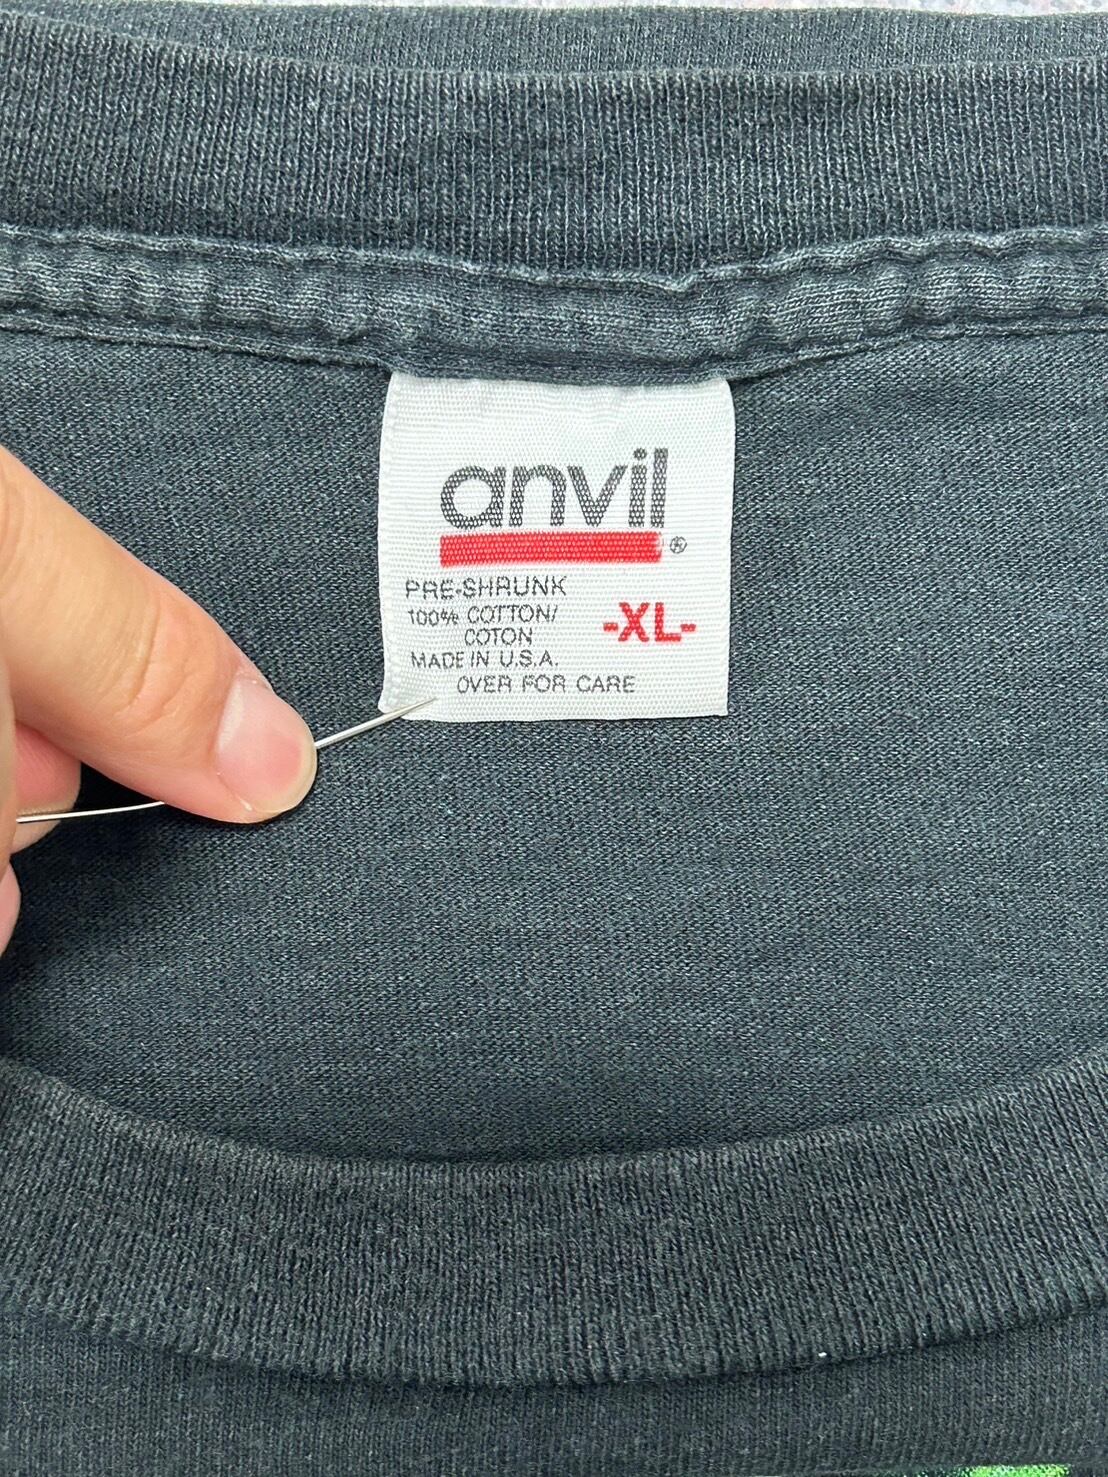 anvil®
PRE-SHRUNK
100% COTTON/
COTON
-XL-
MADE IN U.S.A.
OVER FOR CARE